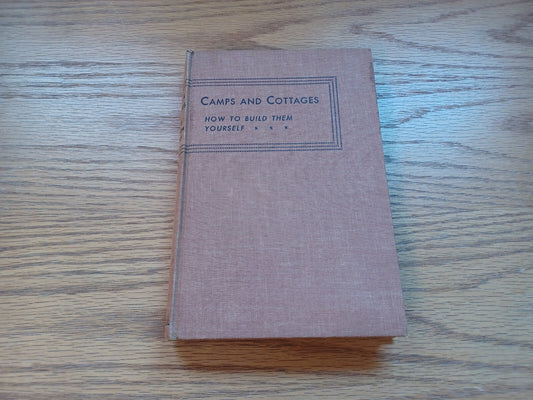 CAMPS AND COTTAGES
HOW TO BUILD THEM
YOURSELF * * *